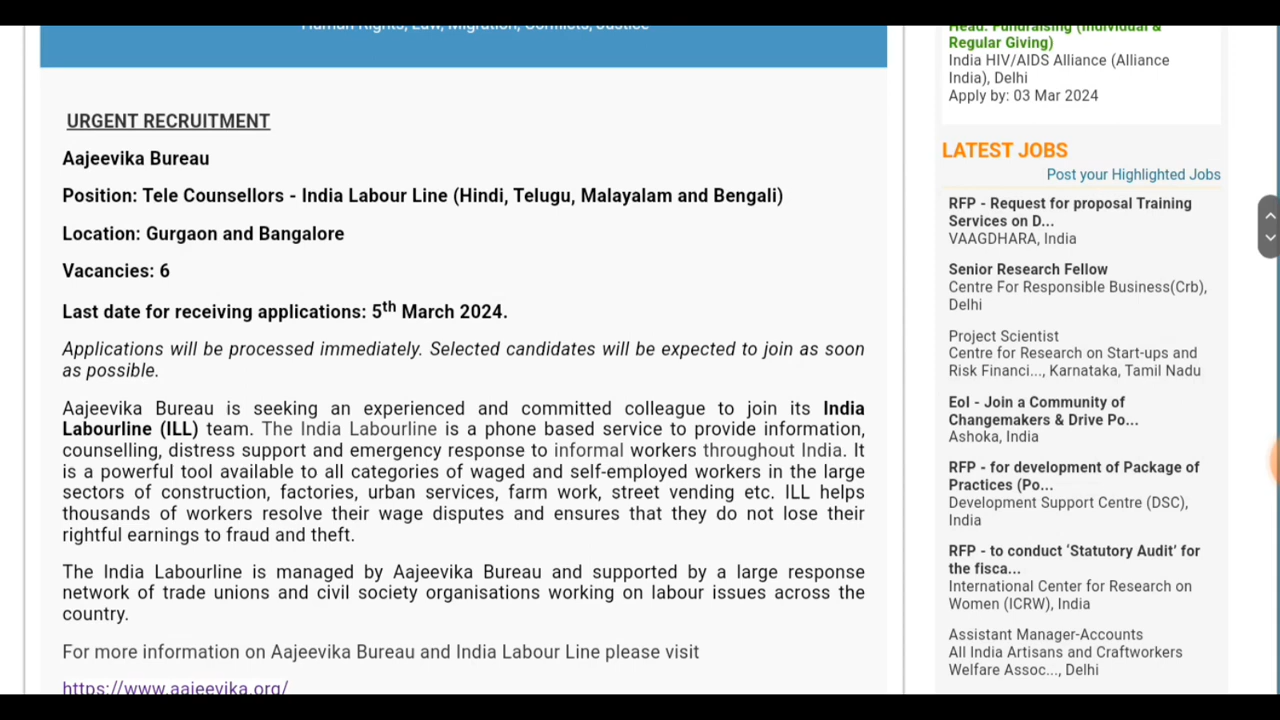 Human Rights, Law, Migration, Conflicts, Justice
URGENT RECRUITMENT
Aajeevika Bureau
Position: Tele Counsellors - India Labour Line (Hindi, Telugu, Malayalam and Bengali)
Location: Gurgaon and Bangalore
Vacancies: 6
Last date for receiving applications: 5th March 2024.
Applications will be processed immediately. Selected candidates will be expected to join as soon
as possible.
Aajeevika Bureau is seeking an experienced and committed colleague to join its India
Labourline (ILL) team. The India Labourline is a phone based service to provide information,
counselling, distress support and emergency response to informal workers throughout India. It
is a powerful tool available to all categories of waged and self-employed workers in the large
sectors of construction, factories, urban services, farm work, street vending etc. ILL helps
thousands of workers resolve their wage disputes and ensures that they do not lose their
rightful earnings to fraud and theft.
The India Labourline is managed by Aajeevika Bureau and supported by a large response
network of trade unions and civil society organisations working on labour issues across the
country.
For more information on Aajeevika Bureau and India Labour Line please visit
https://www.aajeevika.org/
Head: Fundraising (Individual &
Regular Giving)
India HIV/AIDS Alliance (Alliance
India), Delhi
Apply by: 03 Mar 2024
LATEST JOBS
Post your Highlighted Jobs
RFP - Request for proposal Training
Services on D...
VAAGDHARA, India
Senior Research Fellow
Centre For Responsible Business(Crb),
Delhi
Project Scientist
Centre for Research on Start-ups and
Risk Financi..., Karnataka, Tamil Nadu
EoI - Join a Community of
Changemakers & Drive Po...
Ashoka, India
RFP - for development of Package of
Practices (Po...
Development Support Centre (DSC),
India
RFP - to conduct ‘Statutory Audit’ for
the fisca...
International Center for Research on
Women (ICRW), India
Assistant Manager-Accounts
All India Artisans and Craftworkers
Welfare Assoc..., Delhi